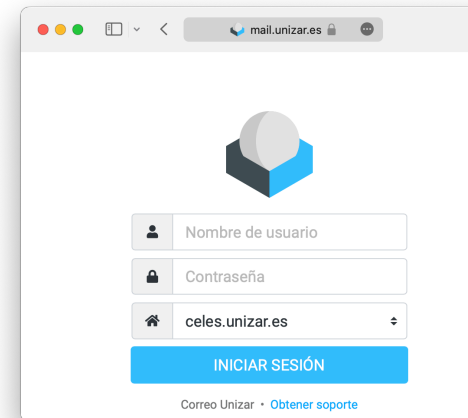 mail.unizar.es
Nombre de usuario
Contraseña
celes.unizar.es
INICIAR SESIÓN
Correo Unizar • Obtener soporte